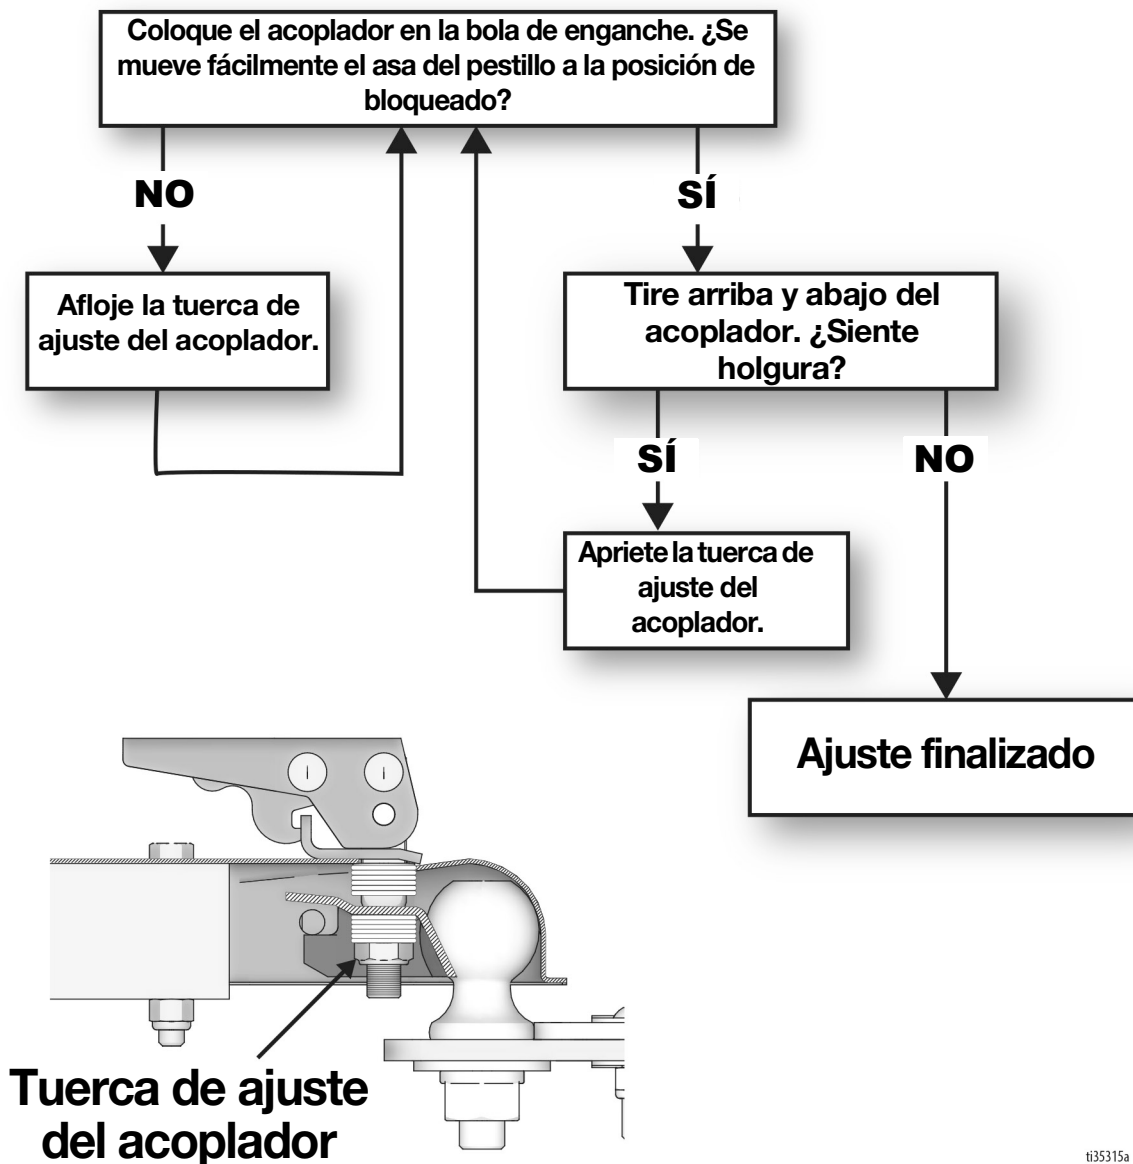 Coloque el acoplador en la bola de enganche. ¿Se
mueve fácilmente el asa del pestillo a la posición de
bloqueado?
NO
SÍ
Afloje la tuerca de
ajuste del acoplador.
Tire arriba y abajo del
acoplador. ¿Siente
holgura?
SÍ
NO
Apriete la tuerca de
ajuste del
acoplador.
Ajuste finalizado
Tuerca de ajuste
del acoplador
ti35315a